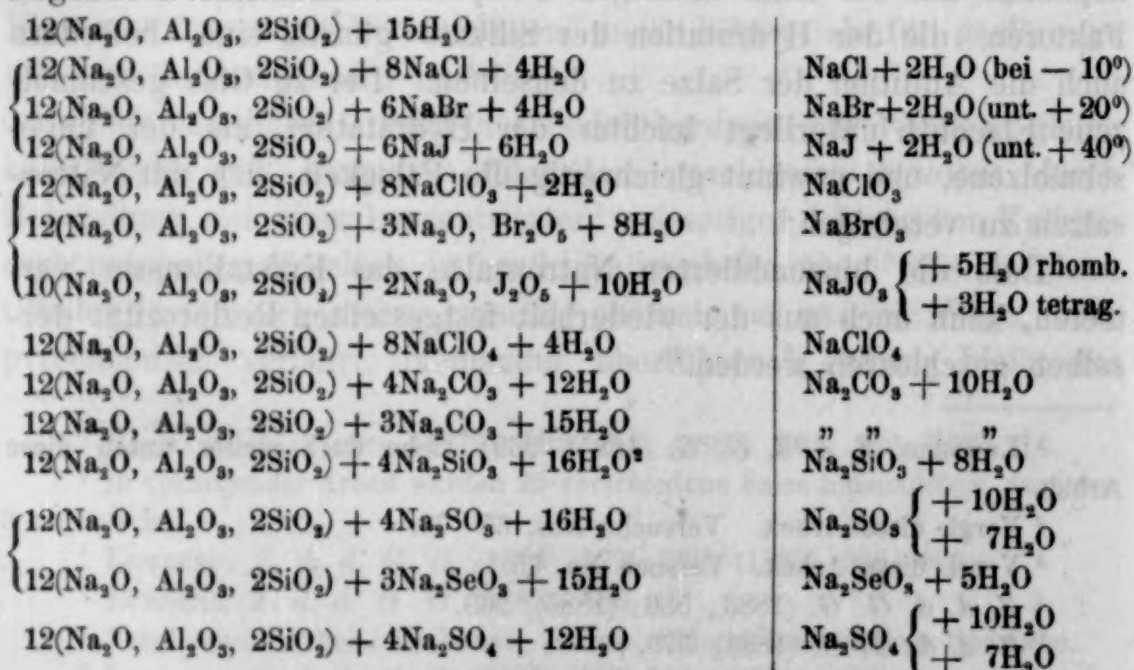 12(Na₂O, Al₂O₃, 2SiO₂) + 15H₂O
12(Na₂O, Al₂O₃, 2SiO₂) + 8NaCl + 4H₂O NaCl + 2H₂O (bei − 10⁰)
12(Na₂O, Al₂O₃, 2SiO₂) + 6NaBr + 4H₂O NaBr + 2H₂O (unt. + 20⁰)
12(Na₂O, Al₂O₃, 2SiO₂) + 6NaJ + 6H₂O NaJ + 2H₂O (unt. + 40⁰)
12(Na₂O, Al₂O₃, 2SiO₂) + 8NaClO₃ + 2H₂O NaClO₃
12(Na₂O, Al₂O₃, 2SiO₂) + 3Na₂O, Br₂O₅ + 8H₂O NaBrO₃
10(Na₂O, Al₂O₃, 2SiO₂) + 2Na₂O, J₂O₅ + 10H₂O NaJO₃ { + 5H₂O rhomb.
+ 3H₂O tetrag.
12(Na₂O, Al₂O₃, 2SiO₂) + 8NaClO₄ + 4H₂O NaClO₄
12(Na₂O, Al₂O₃, 2SiO₂) + 4Na₂CO₃ + 12H₂O Na₂CO₃ + 10H₂O
12(Na₂O, Al₂O₃, 2SiO₂) + 3Na₂CO₃ + 15H₂O „ „ „
12(Na₂O, Al₂O₃, 2SiO₂) + 4Na₂SiO₃ + 16H₂O² Na₂SiO₃ + 8H₂O
12(Na₂O, Al₂O₃, 2SiO₂) + 4Na₂SO₃ + 16H₂O Na₂SO₃ { + 10H₂O
+ 7H₂O
12(Na₂O, Al₂O₃, 2SiO₂) + 3Na₂SeO₃ + 15H₂O Na₂SeO₃ + 5H₂O
12(Na₂O, Al₂O₃, 2SiO₂) + 4Na₂SO₄ + 12H₂O Na₂SO₄ { + 10H₂O
+ 7H₂O